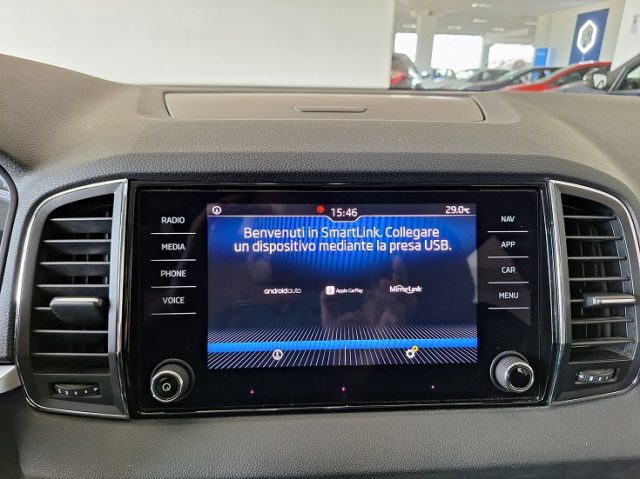 15:46
29.0°C
RADIO
MEDIA
PHONE
VOICE
Benvenuti in SmartLink. Collegare
un dispositivo mediante la presa USB.
androidauto
Apple CarPlay
MirrorLink
NAV
APP
CAR
MENU